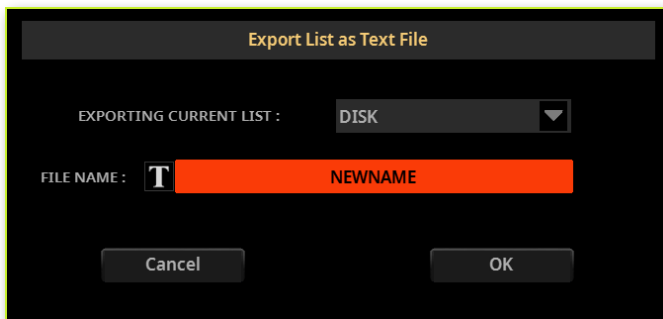 Export List as Text File
EXPORTING CURRENT LIST : DISK
FILE NAME : T NEWNAME
Cancel OK